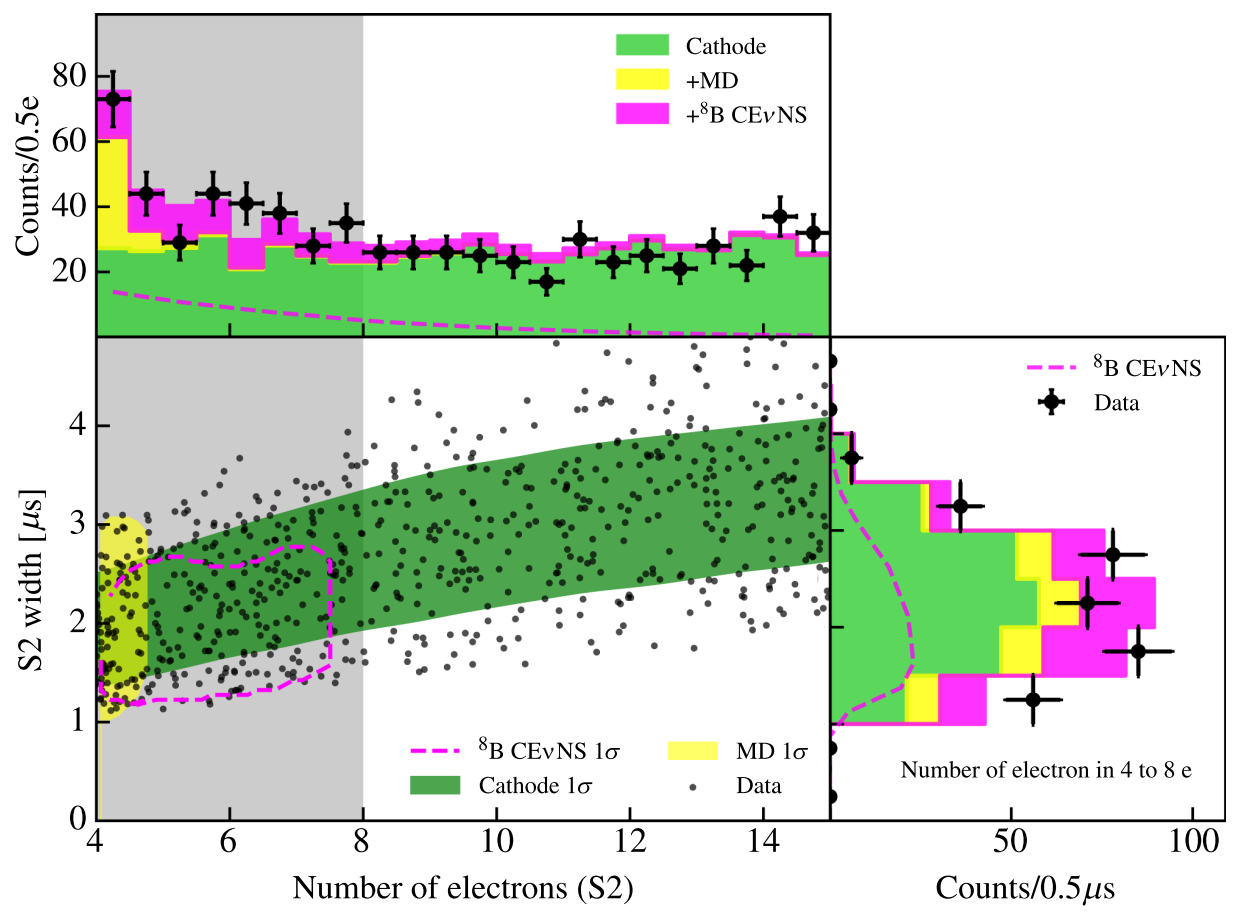 Counts/0.5e
80
60
40
20
Cathode
+MD
+⁸B CEνNS
S2 width [μs]
4
3
2
1
0
⁸B CEνNS 1σ
Cathode 1σ
MD 1σ
Data
4
6
8
10
12
14
Number of electrons (S2)
⁸B CEνNS
Data
Number of electron in 4 to 8 e
50
100
Counts/0.5μs